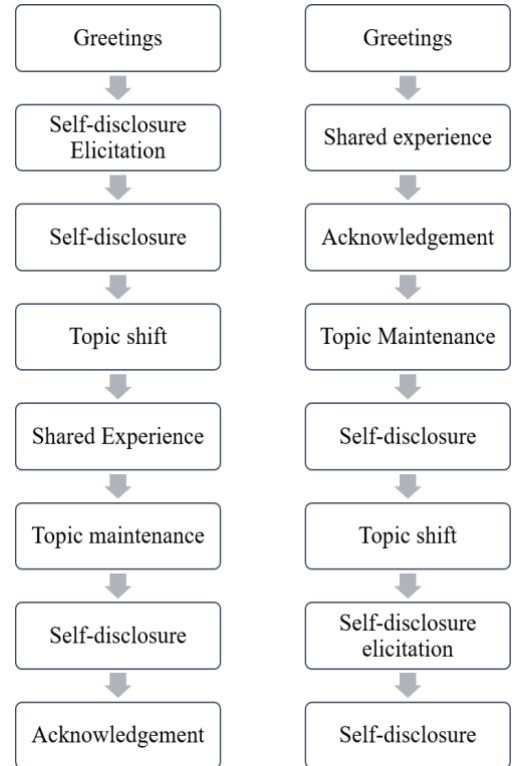 Greetings
Self-disclosure
Elicitation
Self-disclosure
Topic shift
Shared Experience
Topic maintenance
Self-disclosure
Acknowledgement
Greetings
Shared experience
Acknowledgement
Topic Maintenance
Self-disclosure
Topic shift
Self-disclosure
elicitation
Self-disclosure